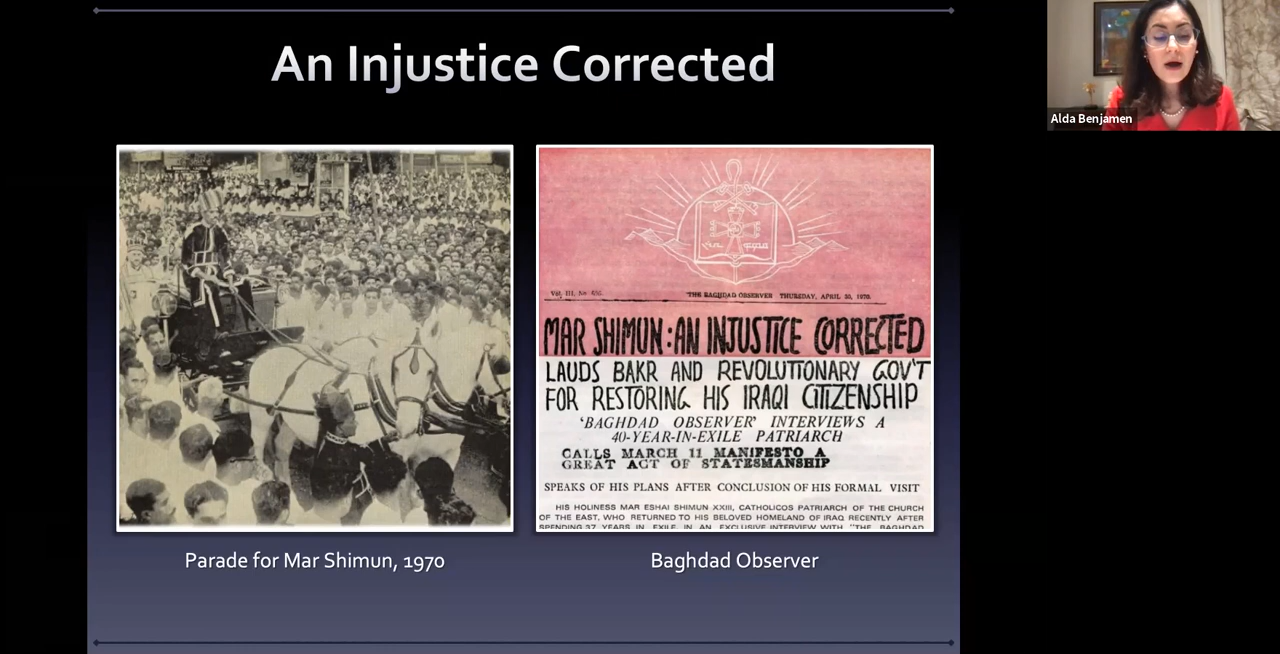 An Injustice Corrected
Alda Benjamen
Vol. III, No.
"THE BAGHDAD OBSERVER THURSDAY, APRIL 30, 1970.
MAR SHIMUN: AN INJUSTICE CORRECTED
LAUDS BAKR AND REVOLUTIONARY GOV'T
FOR RESTORING HIS IRAQI CITIZENSHIP
'BAGHDAD OBSERVER' INTERVIEWS A
40-YEAR-IN-EXILE PATRIARCH
CALLS MARCH 11 MANIFESTO A
GREAT ACT OF STATESMANSHIP
SPEAKS OF HIS PLANS AFTER CONCLUSION OF HIS FORMAL VISIT
HIS HOLINESS MAR ESHAI SHIMUN XXIII, CATHOLICOS PATRIARCH OF THE CHURCH
OF THE EAST, WHO RETURNED TO HIS BELOVED HOMELAND OF IRAQ RECENTLY AFTER
SPENDING 37 YEARS IN EXILE, IN AN EXCLUSIVE INTERVIEW WITH "THE BAGHDAD
Parade for Mar Shimun, 1970
Baghdad Observer